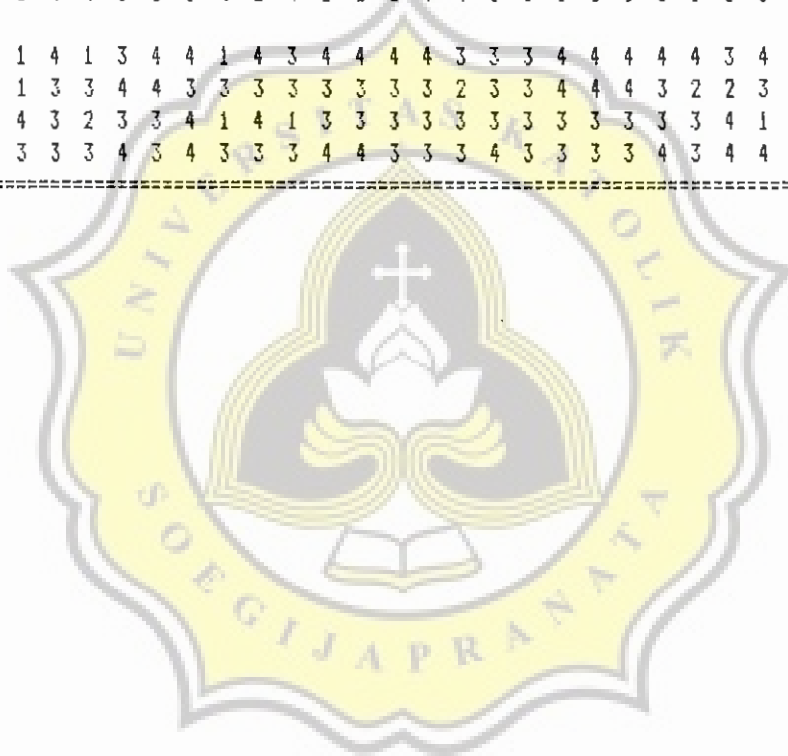 1 4 1 3 4 4 1 4 3 4 4 4 4 3 3 3 4 4 4 4 4 3 4
1 3 3 4 4 3 3 3 3 3 3 3 3 2 3 3 4 4 4 3 2 2 3
4 3 2 3 3 4 1 4 1 3 3 3 3 3 3 3 3 3 3 3 3 4 1
3 3 3 4 3 4 3 3 3 4 4 3 3 3 4 3 3 3 3 4 3 4 4
UNIVERSITAS KATOLIK
SOEGIJAPRANATA